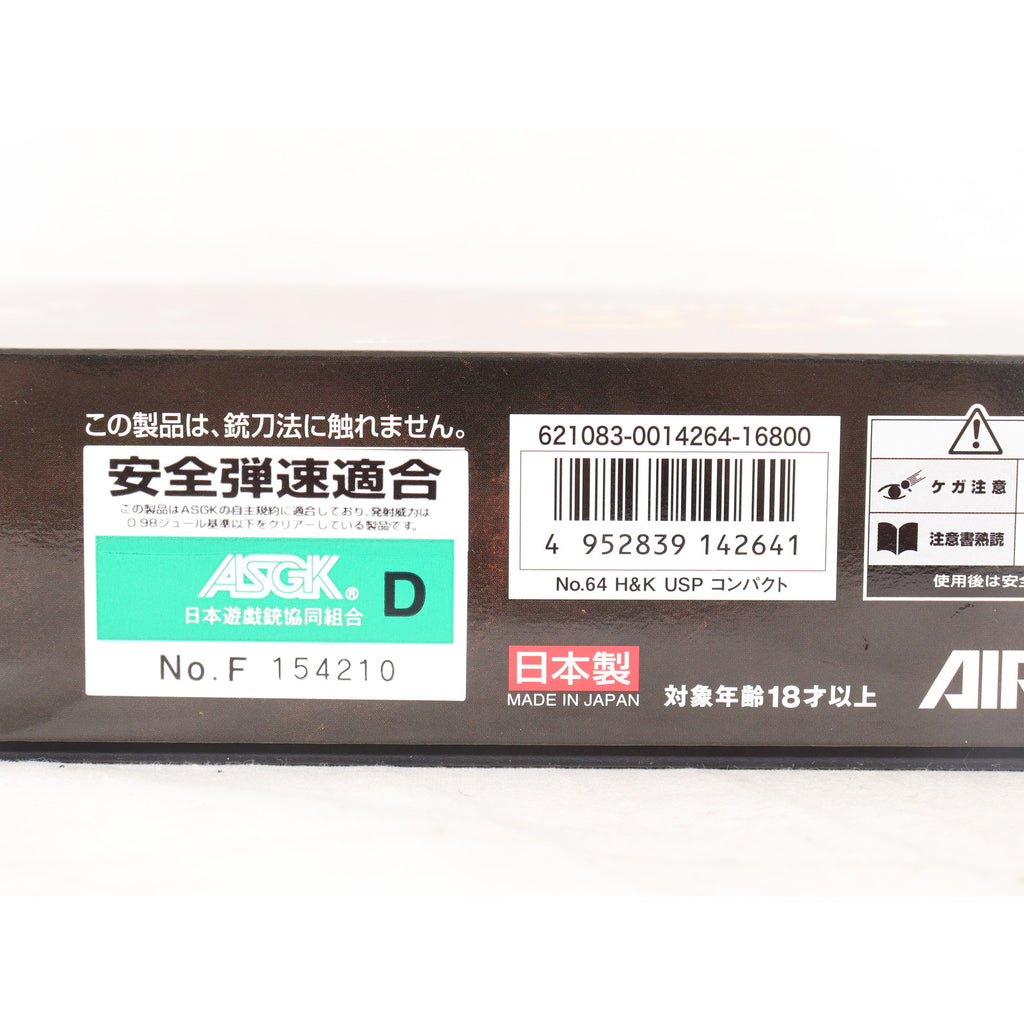 この製品は、銃刀法に触れません。
安全弾速適合
この製品はASGKの自主規約に適合しており、発射威力は
0.98ジュール基準以下をクリアーしている製品です。
ASGK® D
日本遊戯銃協同組合
No. F 154210
621083-0014264-16800
4 952839 142641
No.64 H&K USP コンパクト
日本製
MADE IN JAPAN
対象年齢18才以上
ケガ注意
注意書熟読
使用後は安全
AIR